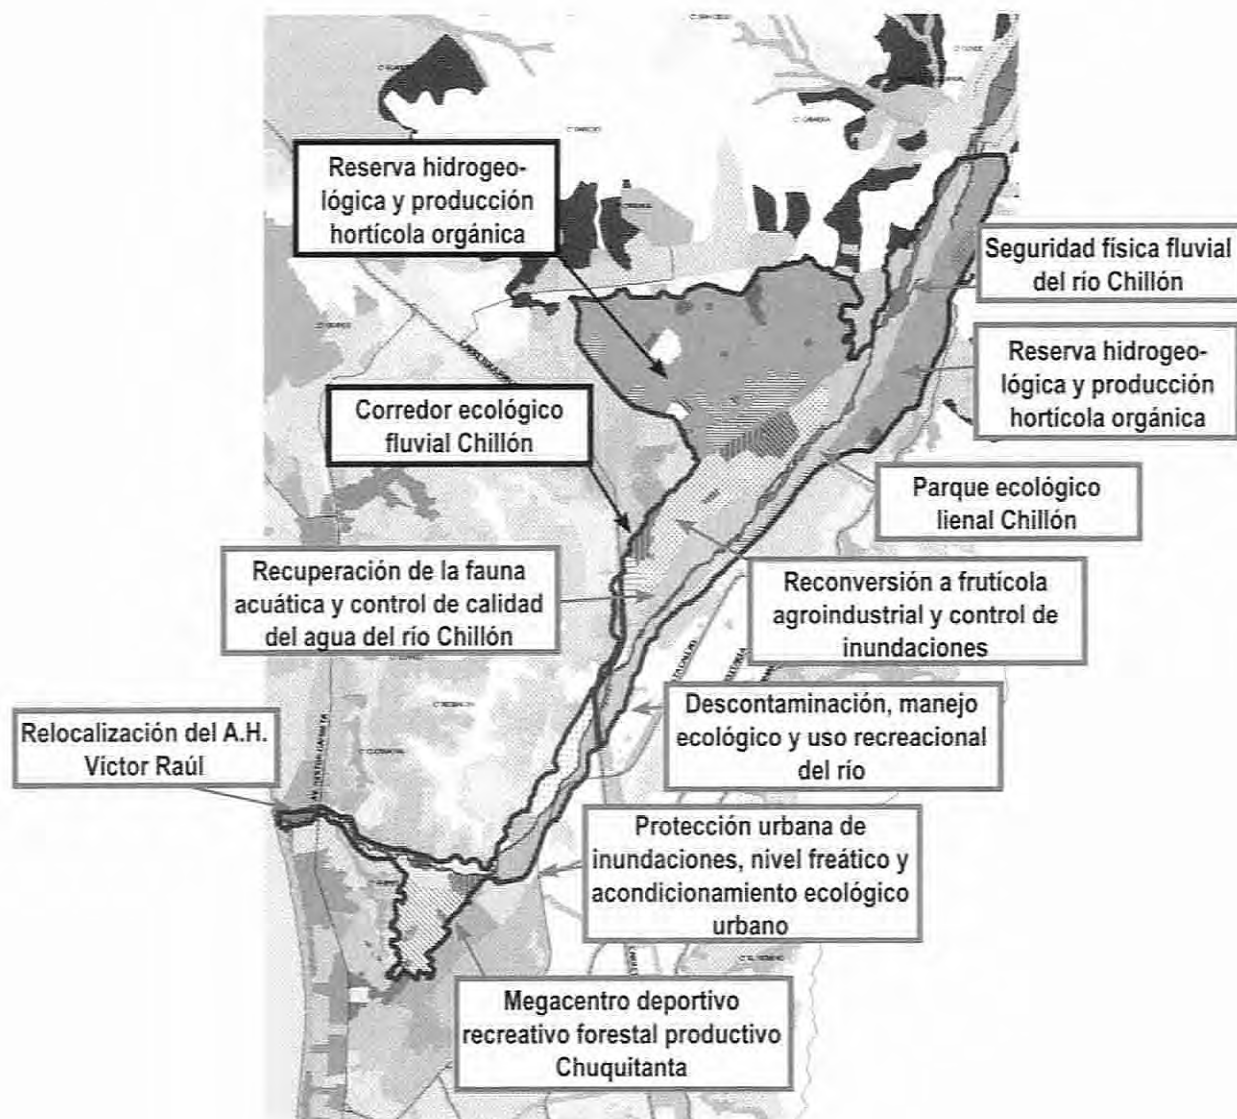 Reserva hidrogeo-
lógica y producción
hortícola orgánica
Seguridad física fluvial
del río Chillón
Reserva hidrogeo-
lógica y producción
hortícola orgánica
Corredor ecológico
fluvial Chillón
Parque ecológico
lienal Chillón
Recuperación de la fauna
acuática y control de calidad
del agua del río Chillón
Reconversión a frutícola
agroindustrial y control de
inundaciones
Descontaminación, manejo
ecológico y uso recreacional
del río
Relocalización del A.H.
Víctor Raúl
Protección urbana de
inundaciones, nivel freático y
acondicionamiento ecológico
urbano
Megacentro deportivo
recreativo forestal productivo
Chuquitanta